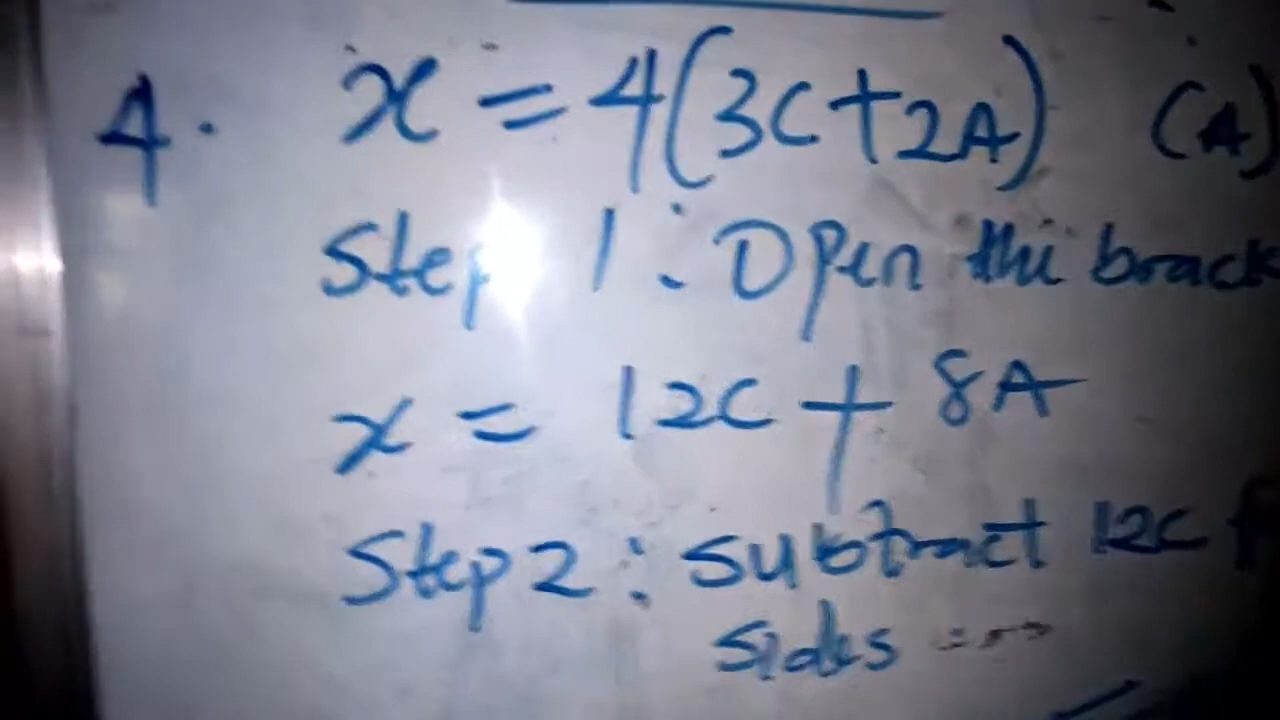 4. x = 4(3C+2A) (A)
Step 1: Open the brack
x = 12C + 8A
Step 2: Subtract 12C
Sides